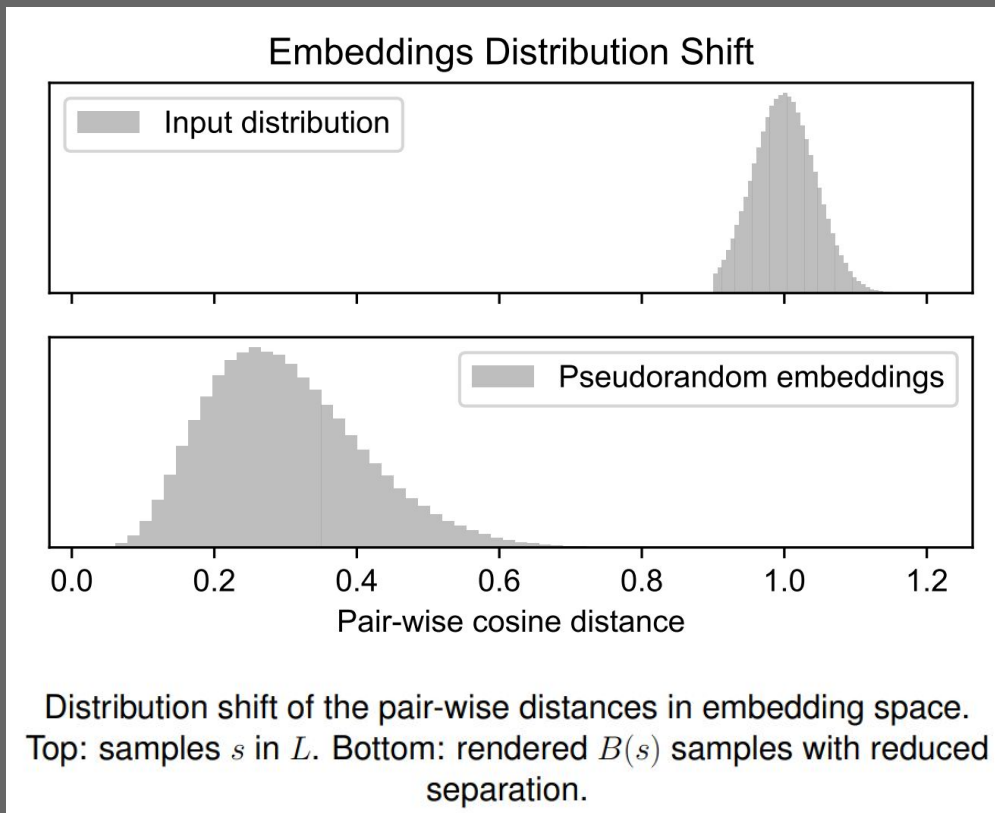 Embeddings Distribution Shift
Input distribution
Pseudorandom embeddings
0.0 0.2 0.4 0.6 0.8 1.0 1.2
Pair-wise cosine distance
Distribution shift of the pair-wise distances in embedding space.
Top: samples s in L. Bottom: rendered B(s) samples with reduced
separation.